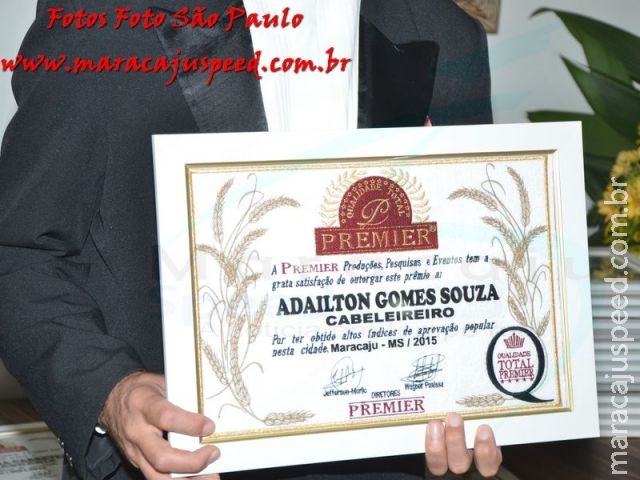 Fotos Foto São Paulo
www.maracajuspeed.com.br
QUALIDADE TOTAL
P
PREMIER
A PREMIER Produções, Pesquisas e Eventos tem a
grata satisfação de outorgar este prêmio a:
ADAILTON GOMES SOUZA
CABELEIREIRO
Por ter obtido altos índices de aprovação popular
nesta cidade. Maracaju - MS / 2015
DIRETORES
PREMIER
QUALIDADE
TOTAL
PREMIER
maracajuspeed.com.br